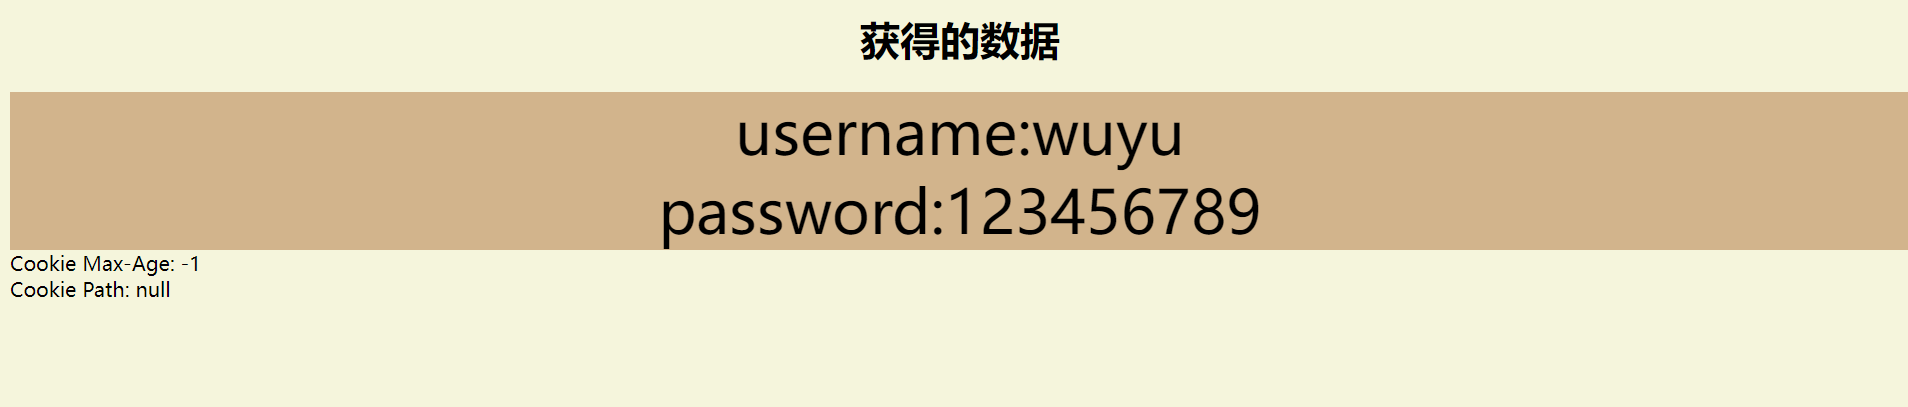 获得的数据
username:wuyu
password:123456789
Cookie Max-Age: -1
Cookie Path: null